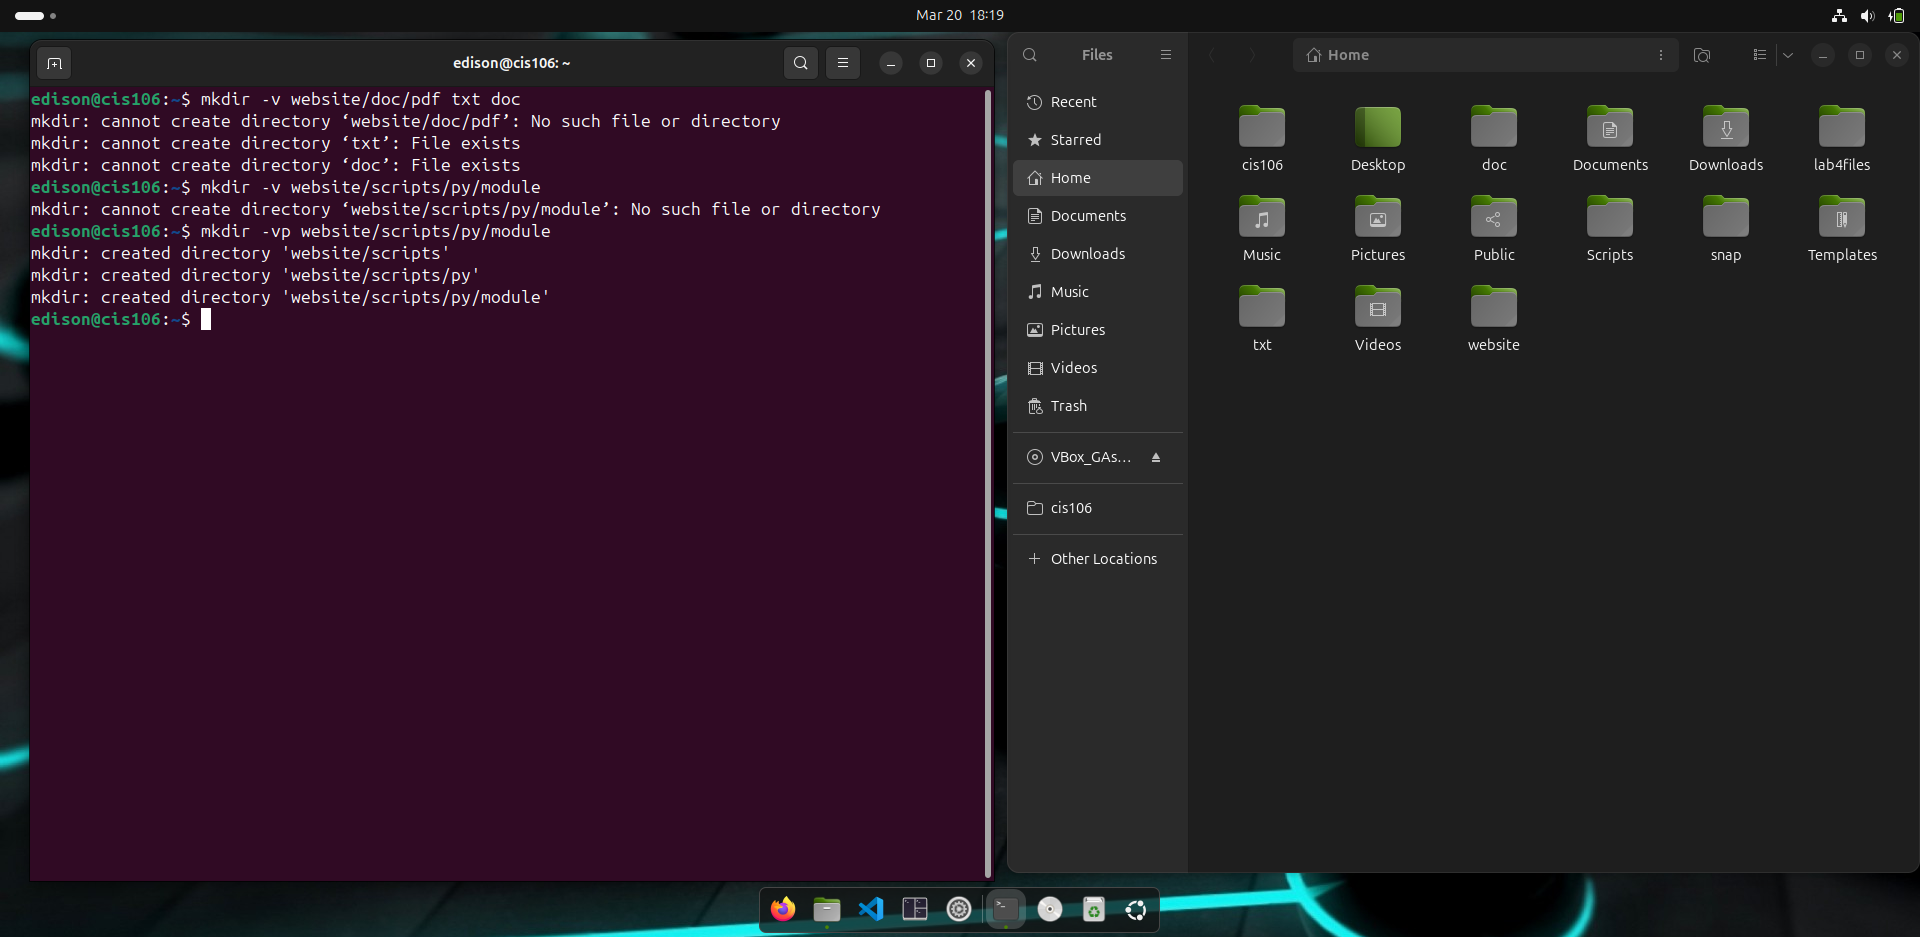 Mar 20 18:19
edison@cis106: ~
edison@cis106:~$ mkdir -v website/doc/pdf txt doc
mkdir: cannot create directory ‘website/doc/pdf’: No such file or directory
mkdir: cannot create directory ‘txt’: File exists
mkdir: cannot create directory ‘doc’: File exists
edison@cis106:~$ mkdir -v website/scripts/py/module
mkdir: cannot create directory ‘website/scripts/py/module’: No such file or directory
edison@cis106:~$ mkdir -vp website/scripts/py/module
mkdir: created directory 'website/scripts'
mkdir: created directory 'website/scripts/py'
mkdir: created directory 'website/scripts/py/module'
edison@cis106:~$
Files
Recent
Starred
Home
Documents
Downloads
Music
Pictures
Videos
Trash
VBox_GAs…
cis106
+ Other Locations
Home
cis106 Desktop doc Documents Downloads lab4files
Music Pictures Public Scripts snap Templates
txt Videos website